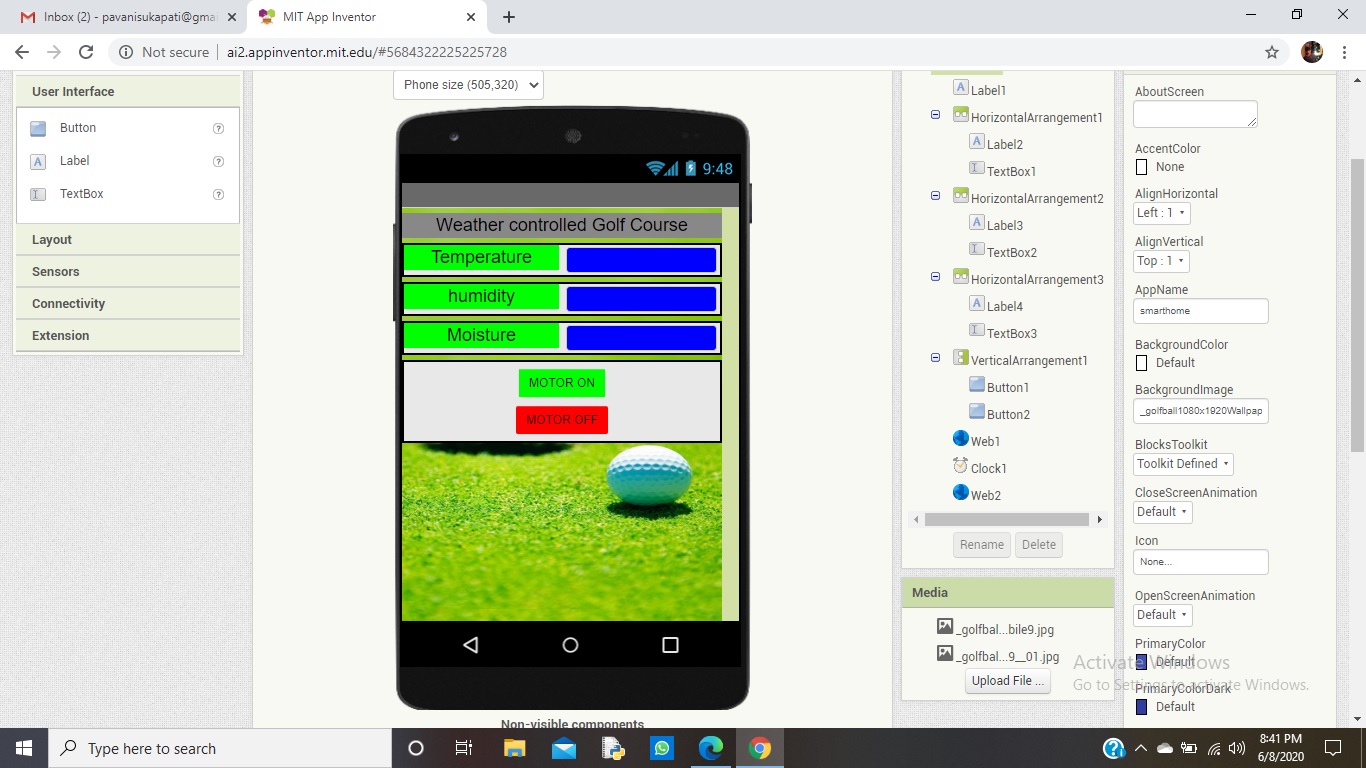 Inbox (2) - pavanisukapati@gmai
MIT App Inventor
Not secure
ai2.appinventor.mit.edu/#5684322225225728
User Interface
Button
Label
TextBox
Layout
Sensors
Connectivity
Extension
Phone size (505,320)
9:48
Weather controlled Golf Course
Temperature
humidity
Moisture
MOTOR ON
MOTOR OFF
Non-visible components
Label1
HorizontalArrangement1
Label2
TextBox1
HorizontalArrangement2
Label3
TextBox2
HorizontalArrangement3
Label4
TextBox3
VerticalArrangement1
Button1
Button2
Web1
Clock1
Web2
Rename Delete
Media
_golfbal...bile9.jpg
_golfbal...9__01.jpg
Upload File ...
AboutScreen
AccentColor
None
AlignHorizontal
Left : 1
AlignVertical
Top : 1
AppName
smarthome
BackgroundColor
Default
BackgroundImage
_golfball1080x1920Wallpap
BlocksToolkit
Toolkit Defined
CloseScreenAnimation
Default
Icon
None...
OpenScreenAnimation
Default
PrimaryColor
Default
PrimaryColorDark
Default
Activate Windows
Go to Settings to activate Windows.
Type here to search
8:41 PM
6/8/2020